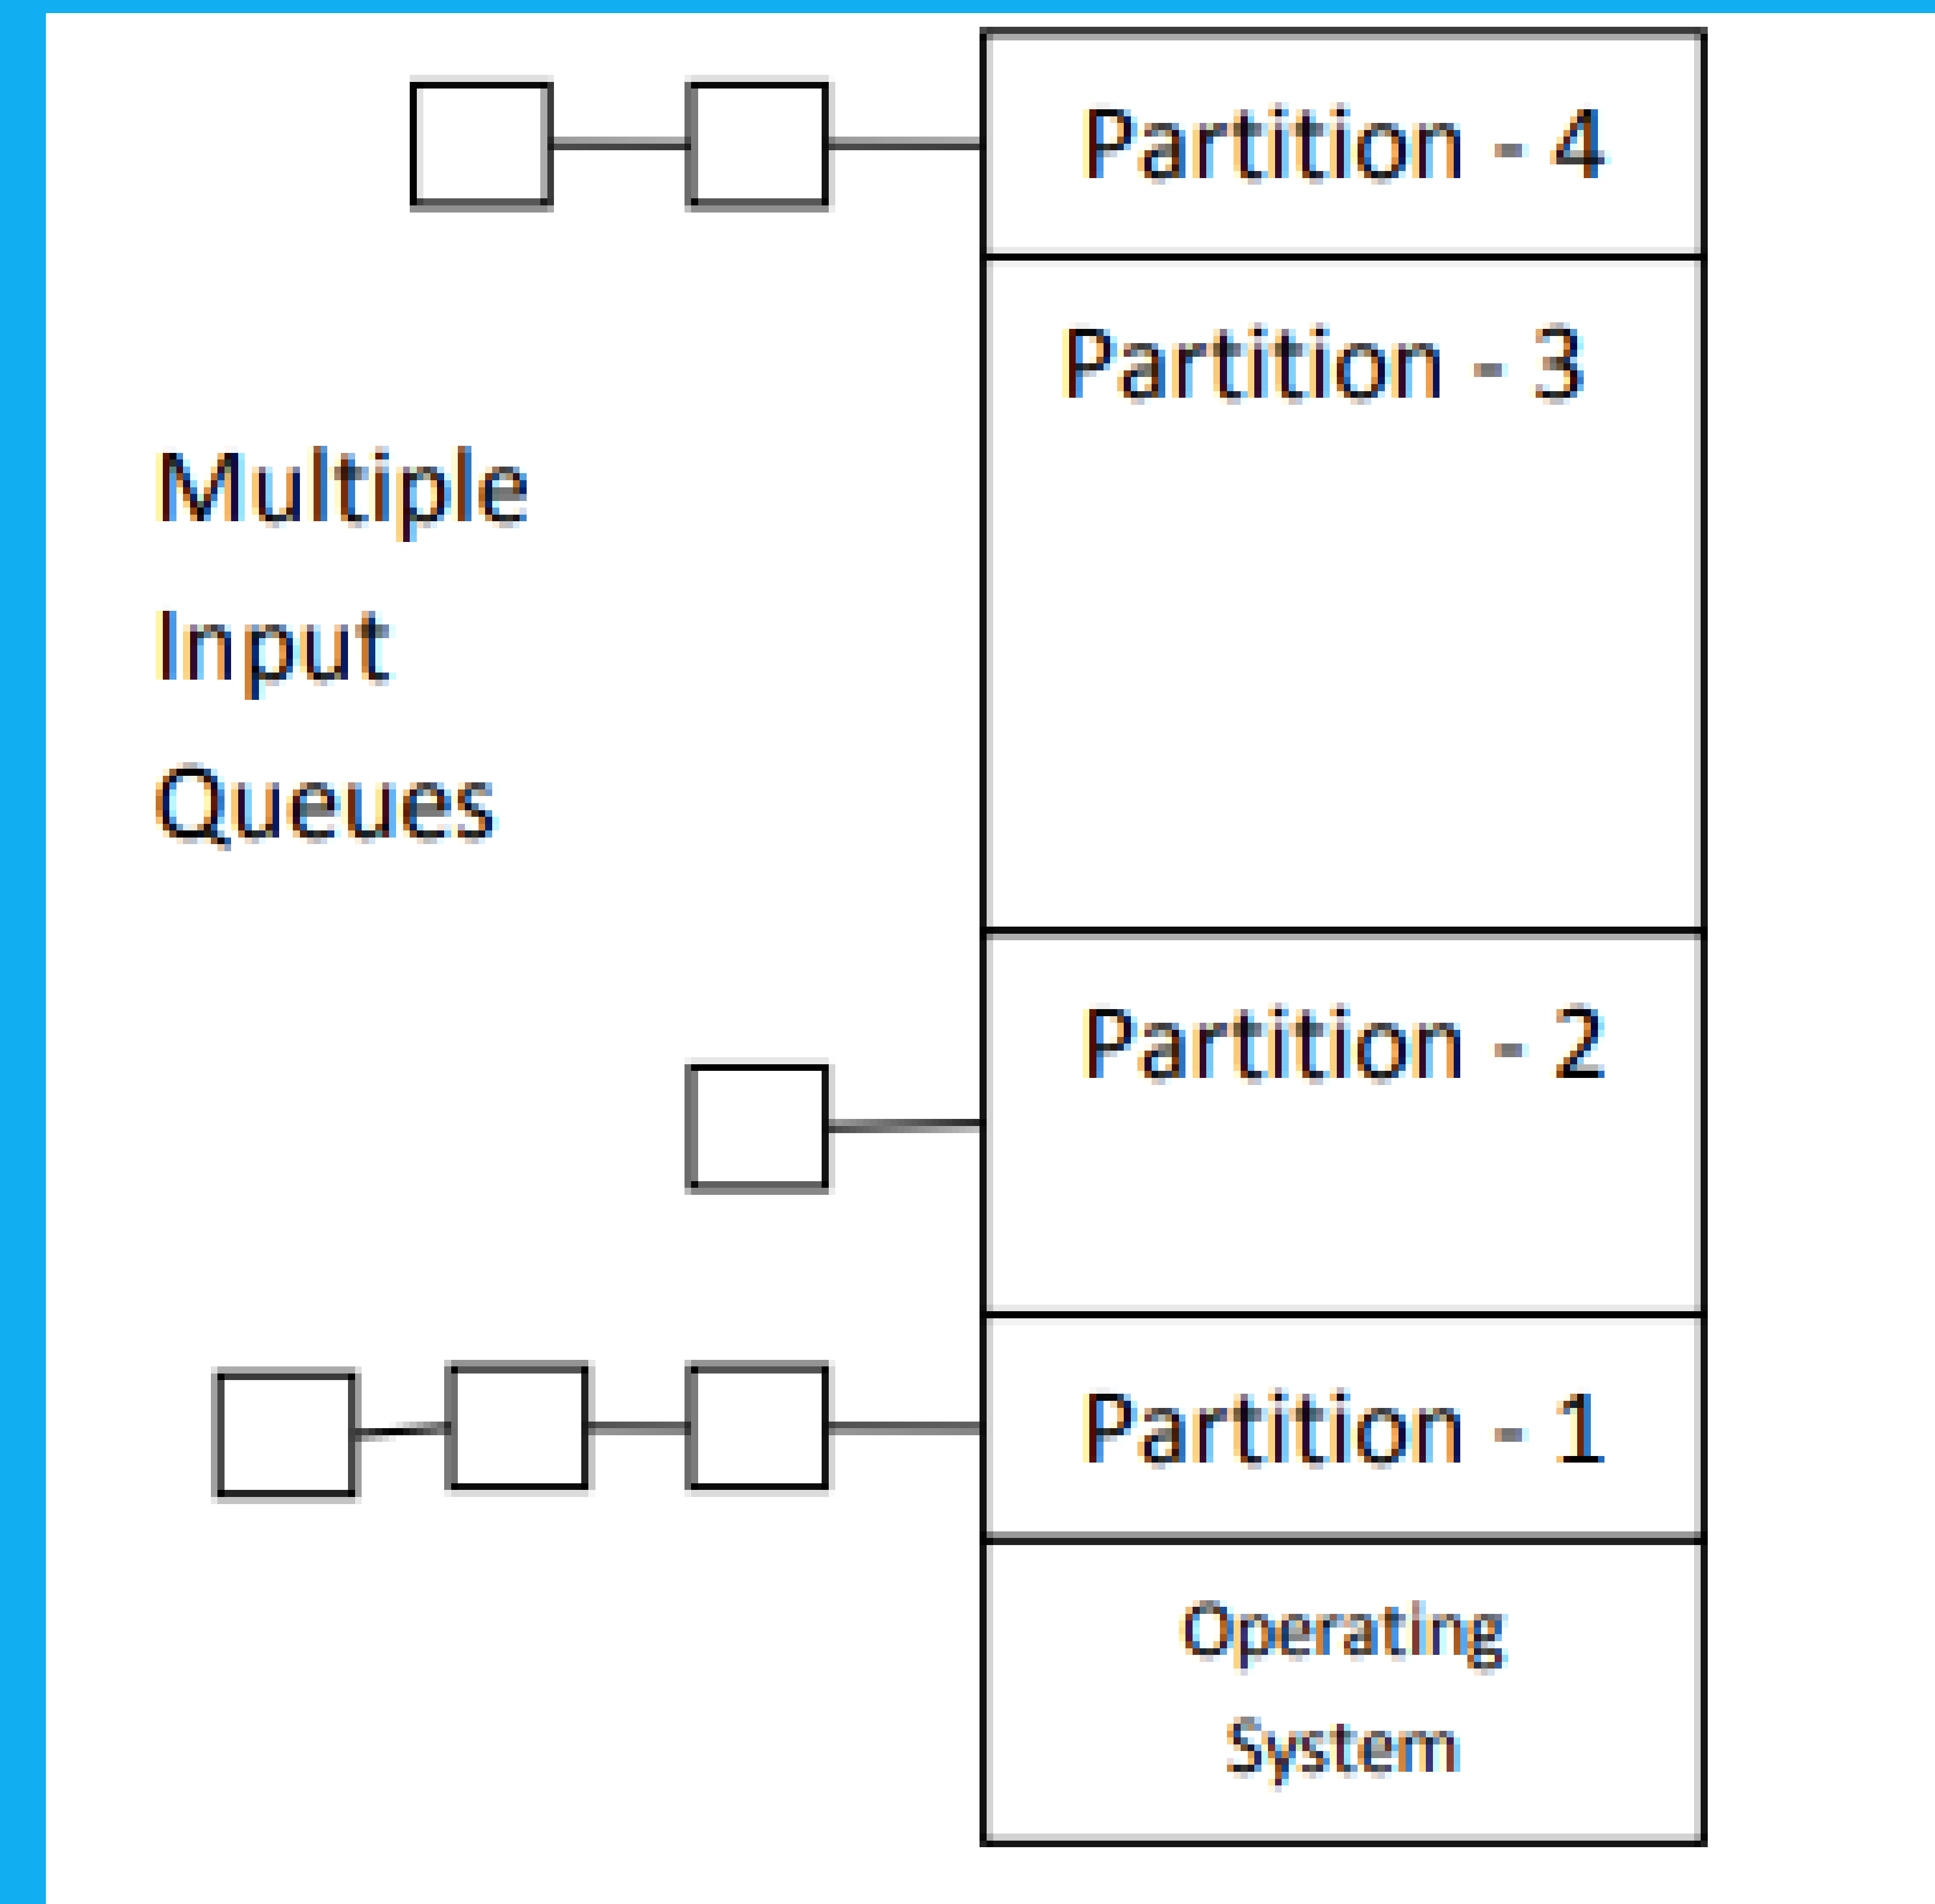 Partition - 4
Partition - 3
Multiple
Input
Queues
Partition - 2
Partition - 1
Operating
System